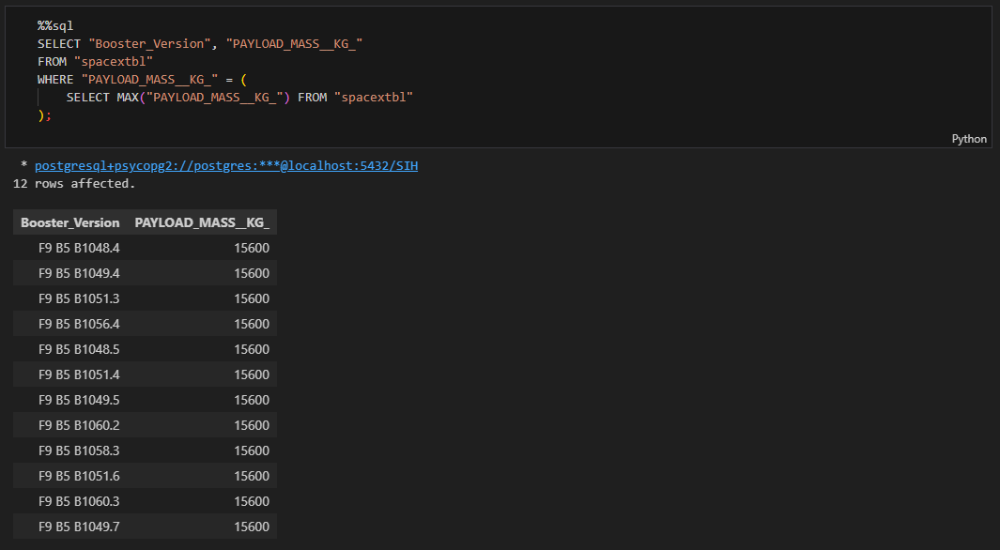 %%sql
SELECT "Booster_Version", "PAYLOAD_MASS__KG_"
FROM "spacextbl"
WHERE "PAYLOAD_MASS__KG_" = (
    SELECT MAX("PAYLOAD_MASS__KG_") FROM "spacextbl"
);
Python
* postgresql+psycopg2://postgres:***@localhost:5432/SIH
12 rows affected.
Booster_Version PAYLOAD_MASS__KG_
F9 B5 B1048.4 15600
F9 B5 B1049.4 15600
F9 B5 B1051.3 15600
F9 B5 B1056.4 15600
F9 B5 B1048.5 15600
F9 B5 B1051.4 15600
F9 B5 B1049.5 15600
F9 B5 B1060.2 15600
F9 B5 B1058.3 15600
F9 B5 B1051.6 15600
F9 B5 B1060.3 15600
F9 B5 B1049.7 15600